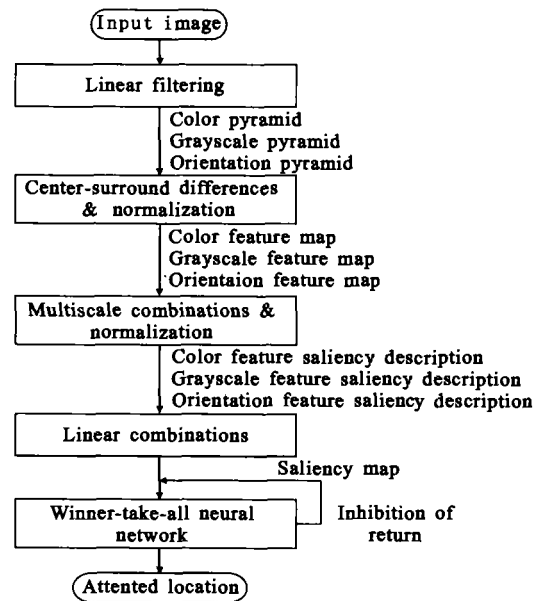 Input image
Linear filtering
Color pyramid
Grayscale pyramid
Orientation pyramid
Center-surround differences
& normalization
Color feature map
Grayscale feature map
Orientaion feature map
Multiscale combinations &
normalization
Color feature saliency description
Grayscale feature saliency description
Orientation feature saliency description
Linear combinations
Saliency map
Winner-take-all neural
network
Inhibition of
return
Attented location